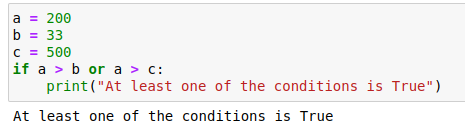 a = 200
b = 33
c = 500
if a > b or a > c:
    print("At least one of the conditions is True")
At least one of the conditions is True